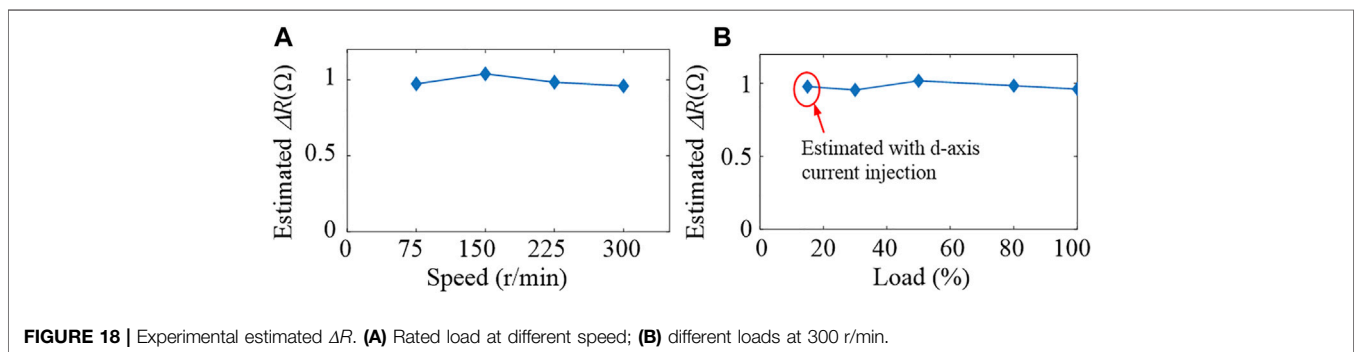 A
Estimated ΔR(Ω)
1
0.5
0
0 75 150 225 300
Speed (r/min)
B
Estimated ΔR(Ω)
1
0.5
0
Estimated with d-axis
current injection
0 20 40 60 80 100
Load (%)
FIGURE 18 | Experimental estimated ΔR. (A) Rated load at different speed; (B) different loads at 300 r/min.